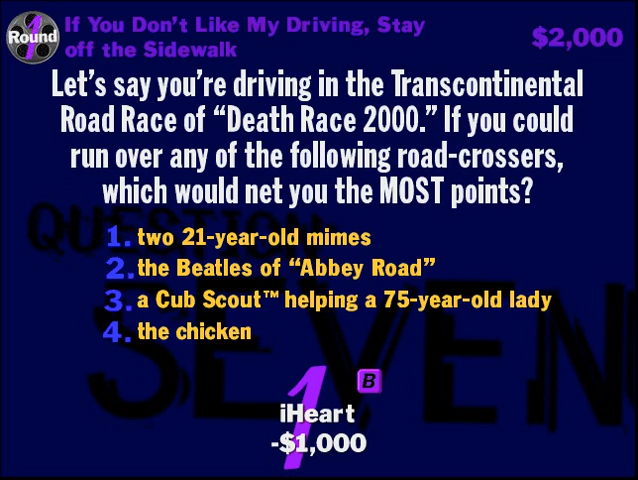 Round 1
If You Don't Like My Driving, Stay
off the Sidewalk
$2,000
Let's say you're driving in the Transcontinental
Road Race of “Death Race 2000.” If you could
run over any of the following road-crossers,
which would net you the MOST points?
1. two 21-year-old mimes
2. the Beatles of “Abbey Road”
3. a Cub Scout™ helping a 75-year-old lady
4. the chicken
QUESTION
SEVEN
1
B
iHeart
-$1,000